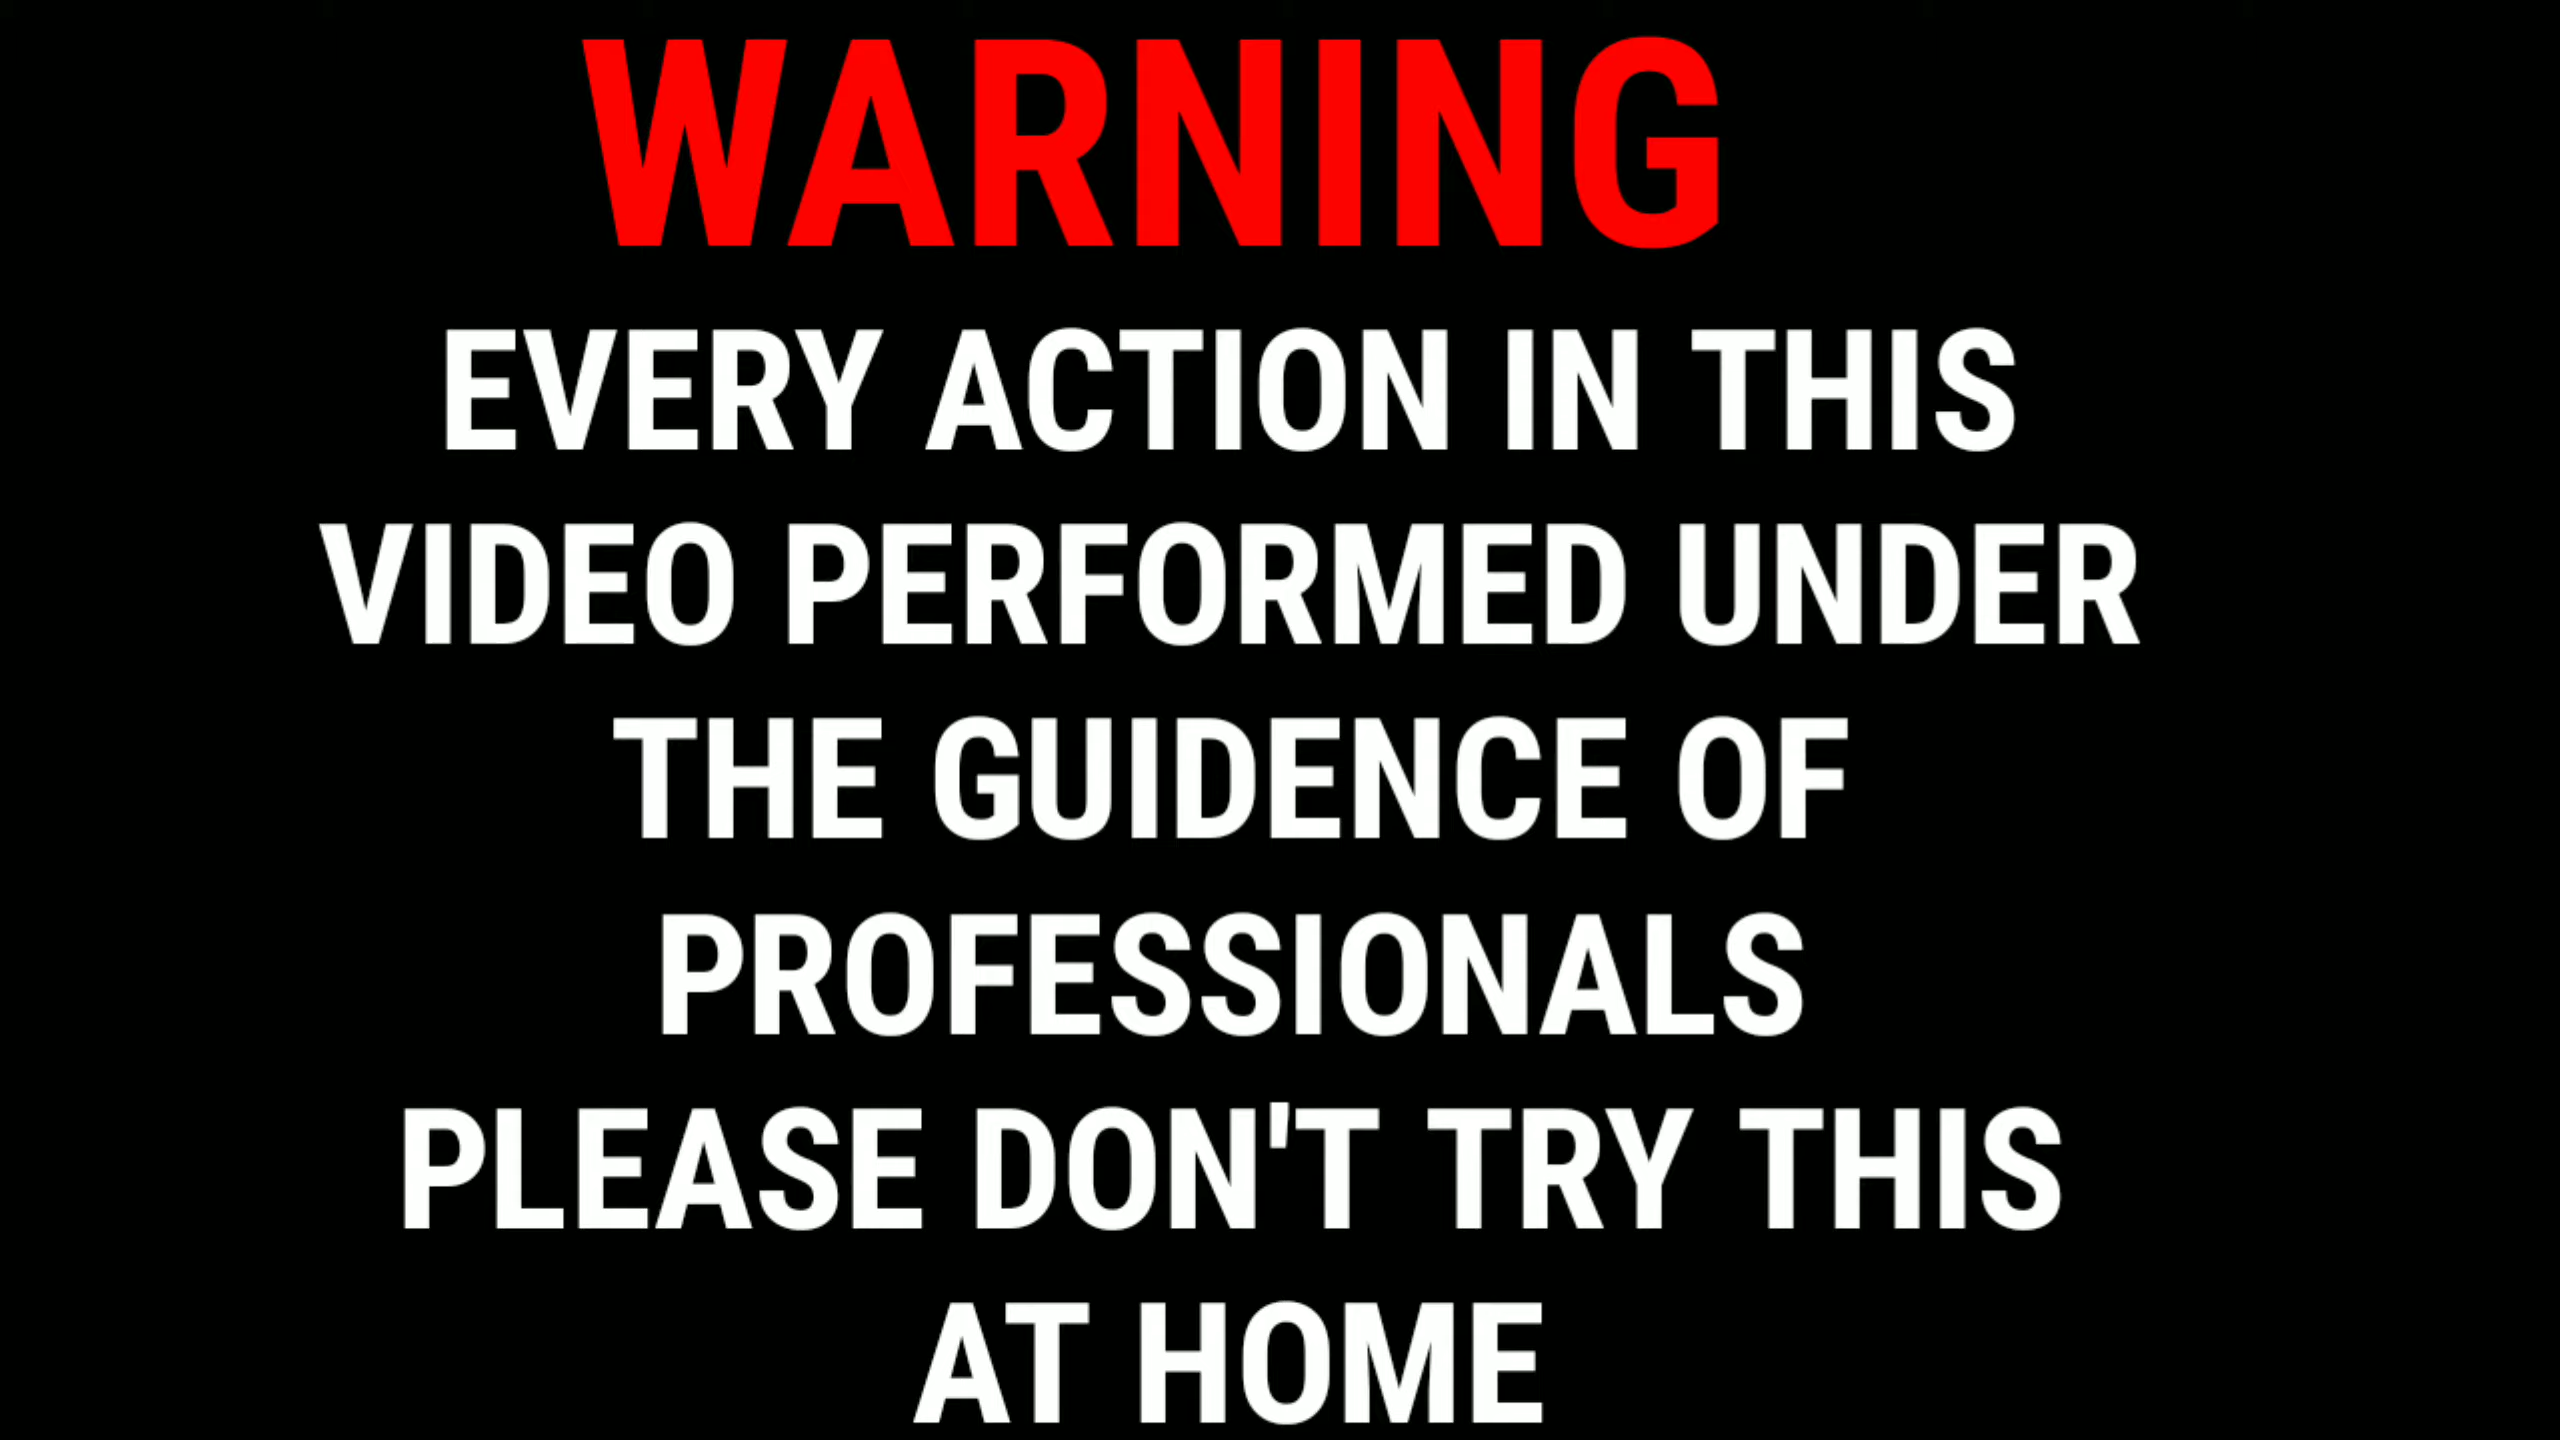 WARNING
EVERY ACTION IN THIS
VIDEO PERFORMED UNDER
THE GUIDENCE OF
PROFESSIONALS
PLEASE DON'T TRY THIS
AT HOME